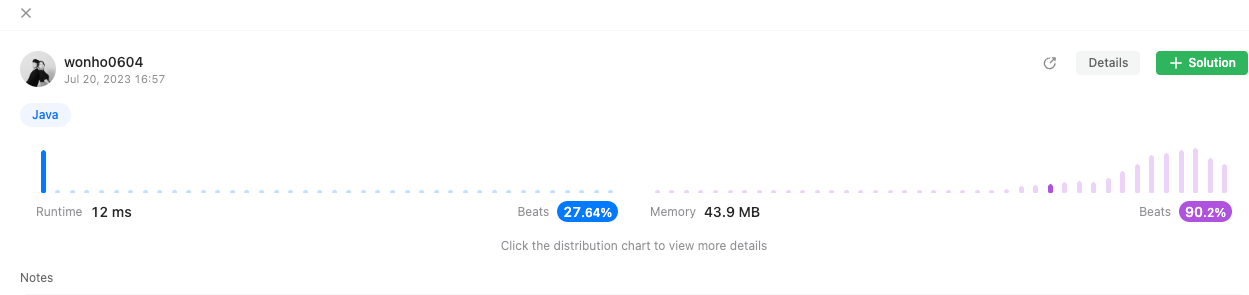 wonho0604
Jul 20, 2023 16:57
Details
+ Solution
Java
Runtime 12 ms
Beats 27.64%
Memory 43.9 MB
Beats 90.2%
Click the distribution chart to view more details
Notes